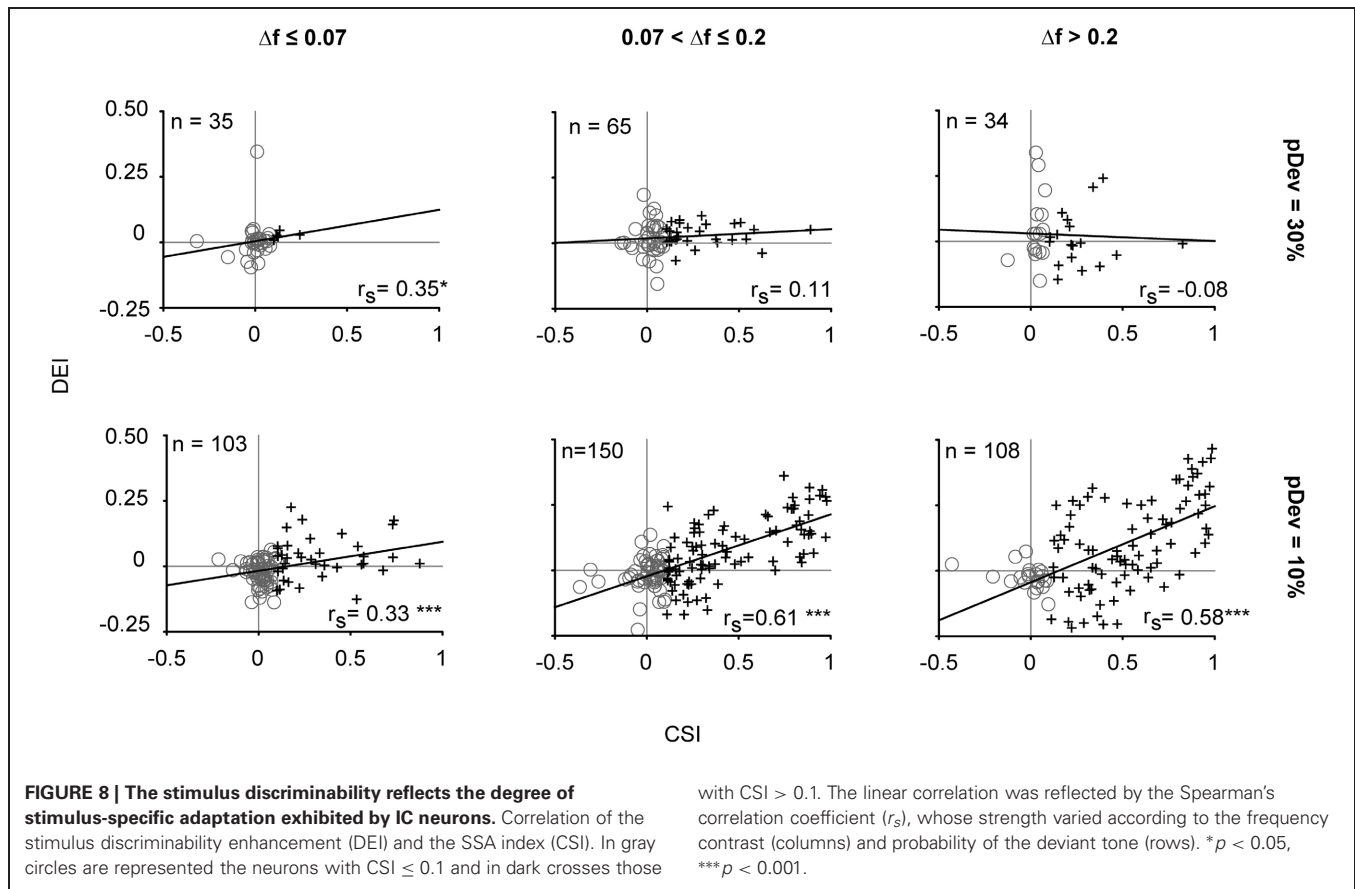 Δf ≤ 0.07
0.07 < Δf ≤ 0.2
Δf > 0.2
0.50
0.25
0
-0.25
n = 35
rs= 0.35*
-0.5 0 0.5 1
n = 65
rs= 0.11
-0.5 0 0.5 1
n = 34
rs= -0.08
-0.5 0 0.5 1
pDev = 30%
DEI
0.50
0.25
0
-0.25
n = 103
rs= 0.33 ***
-0.5 0 0.5 1
n=150
rs=0.61 ***
-0.5 0 0.5 1
n = 108
rs= 0.58***
-0.5 0 0.5 1
pDev = 10%
CSI
FIGURE 8 | The stimulus discriminability reflects the degree of
stimulus-specific adaptation exhibited by IC neurons. Correlation of the
stimulus discriminability enhancement (DEI) and the SSA index (CSI). In gray
circles are represented the neurons with CSI ≤ 0.1 and in dark crosses those
with CSI > 0.1. The linear correlation was reflected by the Spearman's
correlation coefficient (rs), whose strength varied according to the frequency
contrast (columns) and probability of the deviant tone (rows). *p < 0.05,
***p < 0.001.